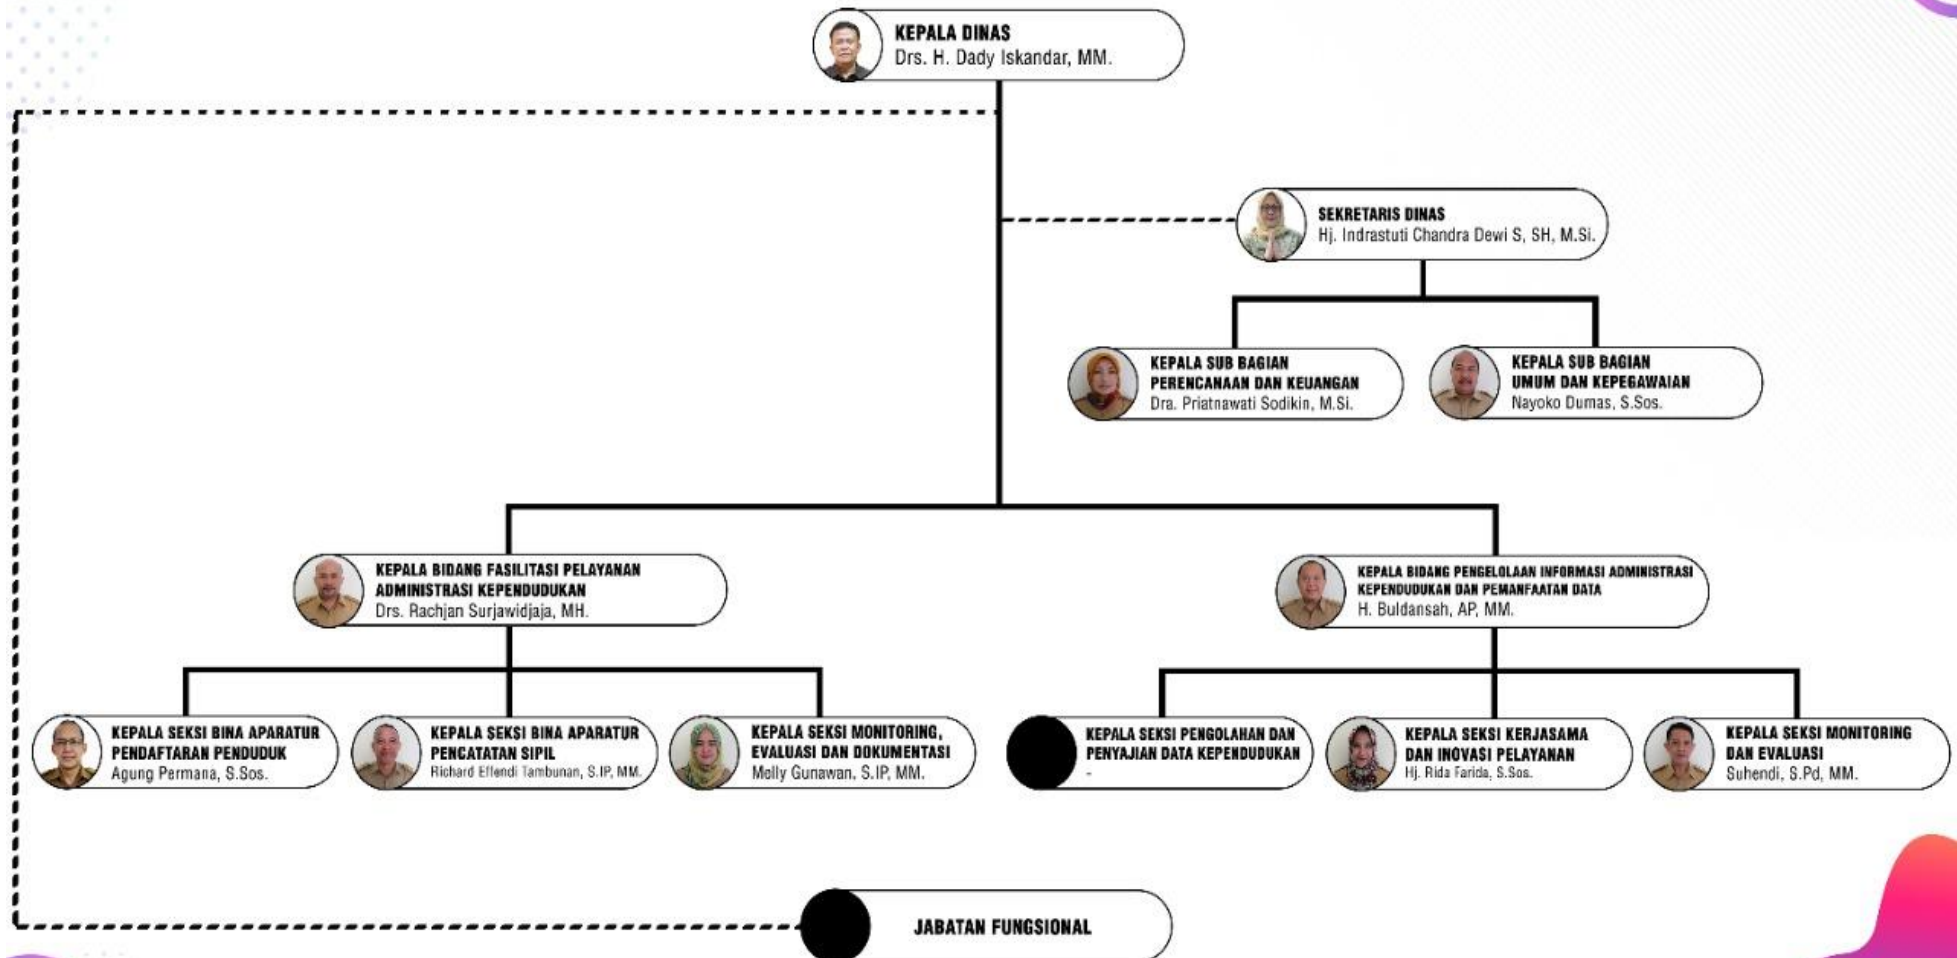 KEPALA DINAS
Drs. H. Dady Iskandar, MM.
SEKRETARIS DINAS
Hj. Indrastuti Chandra Dewi S, SH, M.Si.
KEPALA SUB BAGIAN
PERENCANAAN DAN KEUANGAN
Dra. Priatnawati Sodikin, M.Si.
KEPALA SUB BAGIAN
UMUM DAN KEPEGAWAIAN
Nayoko Dumas, S.Sos.
KEPALA BIDANG FASILITASI PELAYANAN
ADMINISTRASI KEPENDUDUKAN
Drs. Rachjan Surjawidjaja, MH.
KEPALA BIDANG PENGELOLAAN INFORMASI ADMINISTRASI
KEPENDUDUKAN DAN PEMANFAATAN DATA
H. Buldansah, AP, MM.
KEPALA SEKSI BINA APARATUR
PENDAFTARAN PENDUDUK
Agung Permana, S.Sos.
KEPALA SEKSI BINA APARATUR
PENCATATAN SIPIL
Richard Effendi Tambunan, S.IP, MM.
KEPALA SEKSI MONITORING,
EVALUASI DAN DOKUMENTASI
Melly Gunawan, S.IP, MM.
KEPALA SEKSI PENGOLAHAN DAN
PENYAJIAN DATA KEPENDUDUKAN
-
KEPALA SEKSI KERJASAMA
DAN INOVASI PELAYANAN
Hj. Rida Farida, S.Sos.
KEPALA SEKSI MONITORING
DAN EVALUASI
Suhendi, S.Pd, MM.
JABATAN FUNGSIONAL